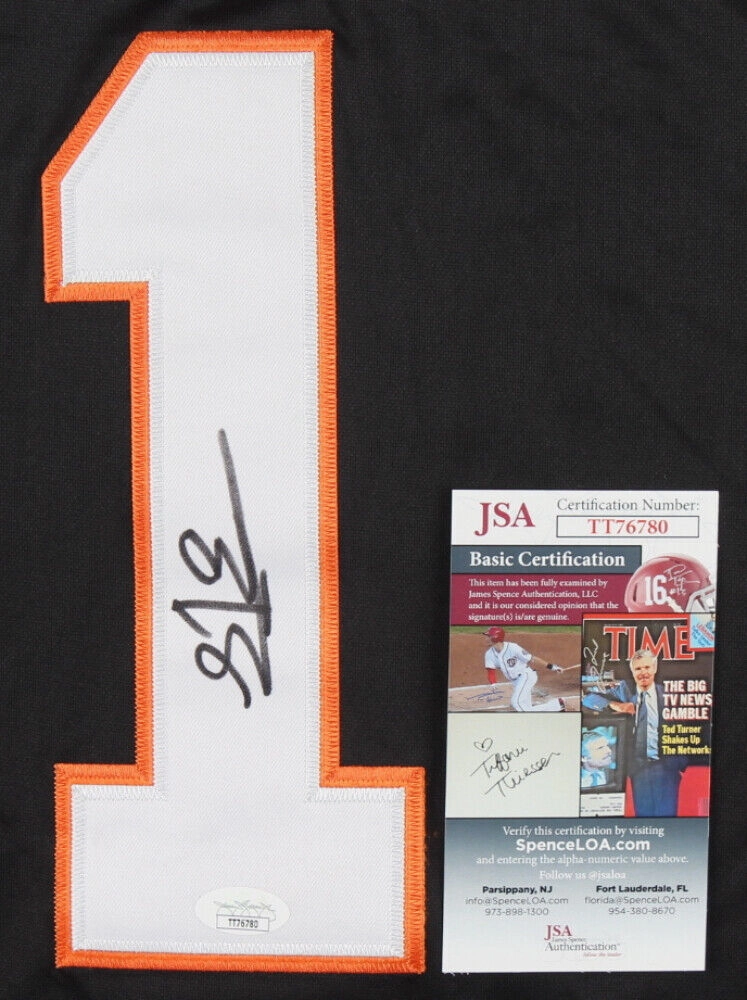 1
TT76780
JSA
Certification Number:
TT76780
Basic Certification
This item has been fully examined by
James Spence Authentication, LLC
and it is our considered opinion that the
signature(s) is/are genuine.
16
TIME
THE BIG
TV NEWS
GAMBLE
Ted Turner
Shakes Up
The Network
Tiffani
Thiessen
Verify this certification by visiting
SpenceLOA.com
and entering the alpha-numeric value above.
Follow us @jsaloa
Parsippany, NJ
info@SpenceLOA.com
973-898-1300
Fort Lauderdale, FL
florida@SpenceLOA.com
954-380-8670
JSA
James Spence
Authentication